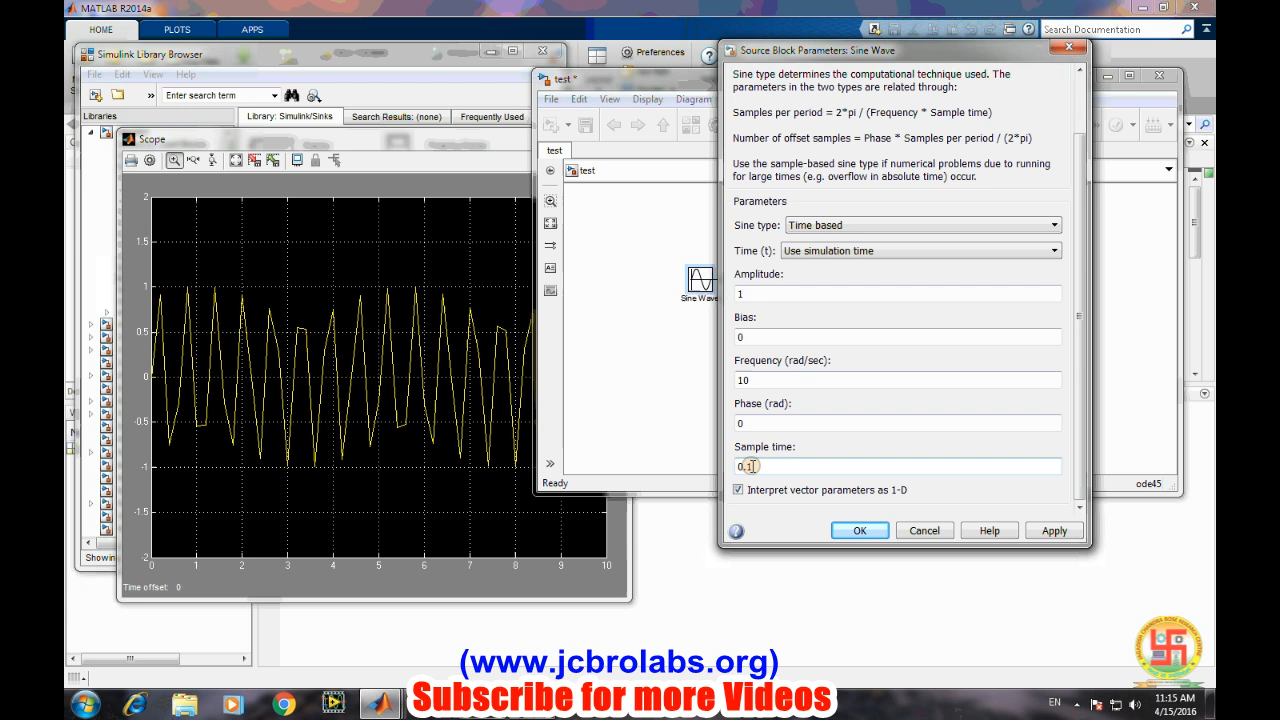 MATLAB R2014a
HOME
PLOTS
APPS
Search Documentation
Simulink Library Browser
Preferences
File Edit View Help
Enter search term
Libraries
Library: Simulink/Sinks
Search Results: (none)
Frequently Used
Scope
2
1.5
1
0.5
0
-0.5
-1
-1.5
-2
0 1 2 3 4 5 6 7 8 9 10
Time offset: 0
Showin
test *
File Edit View Display Diagram
test
test
Sine Wave
Ready
ode45
Source Block Parameters: Sine Wave
Sine type determines the computational technique used. The
parameters in the two types are related through:
Samples per period = 2*pi / (Frequency * Sample time)
Number of offset samples = Phase * Samples per period / (2*pi)
Use the sample-based sine type if numerical problems due to running
for large times (e.g. overflow in absolute time) occur.
Parameters
Sine type: Time based
Time (t): Use simulation time
Amplitude:
1
Bias:
0
Frequency (rad/sec):
10
Phase (rad):
0
Sample time:
0.1
Interpret vector parameters as 1-D
OK
Cancel
Help
Apply
(www.jcbrolabs.org)
Subscribe for more Videos
EN
11:15 AM
4/15/2016